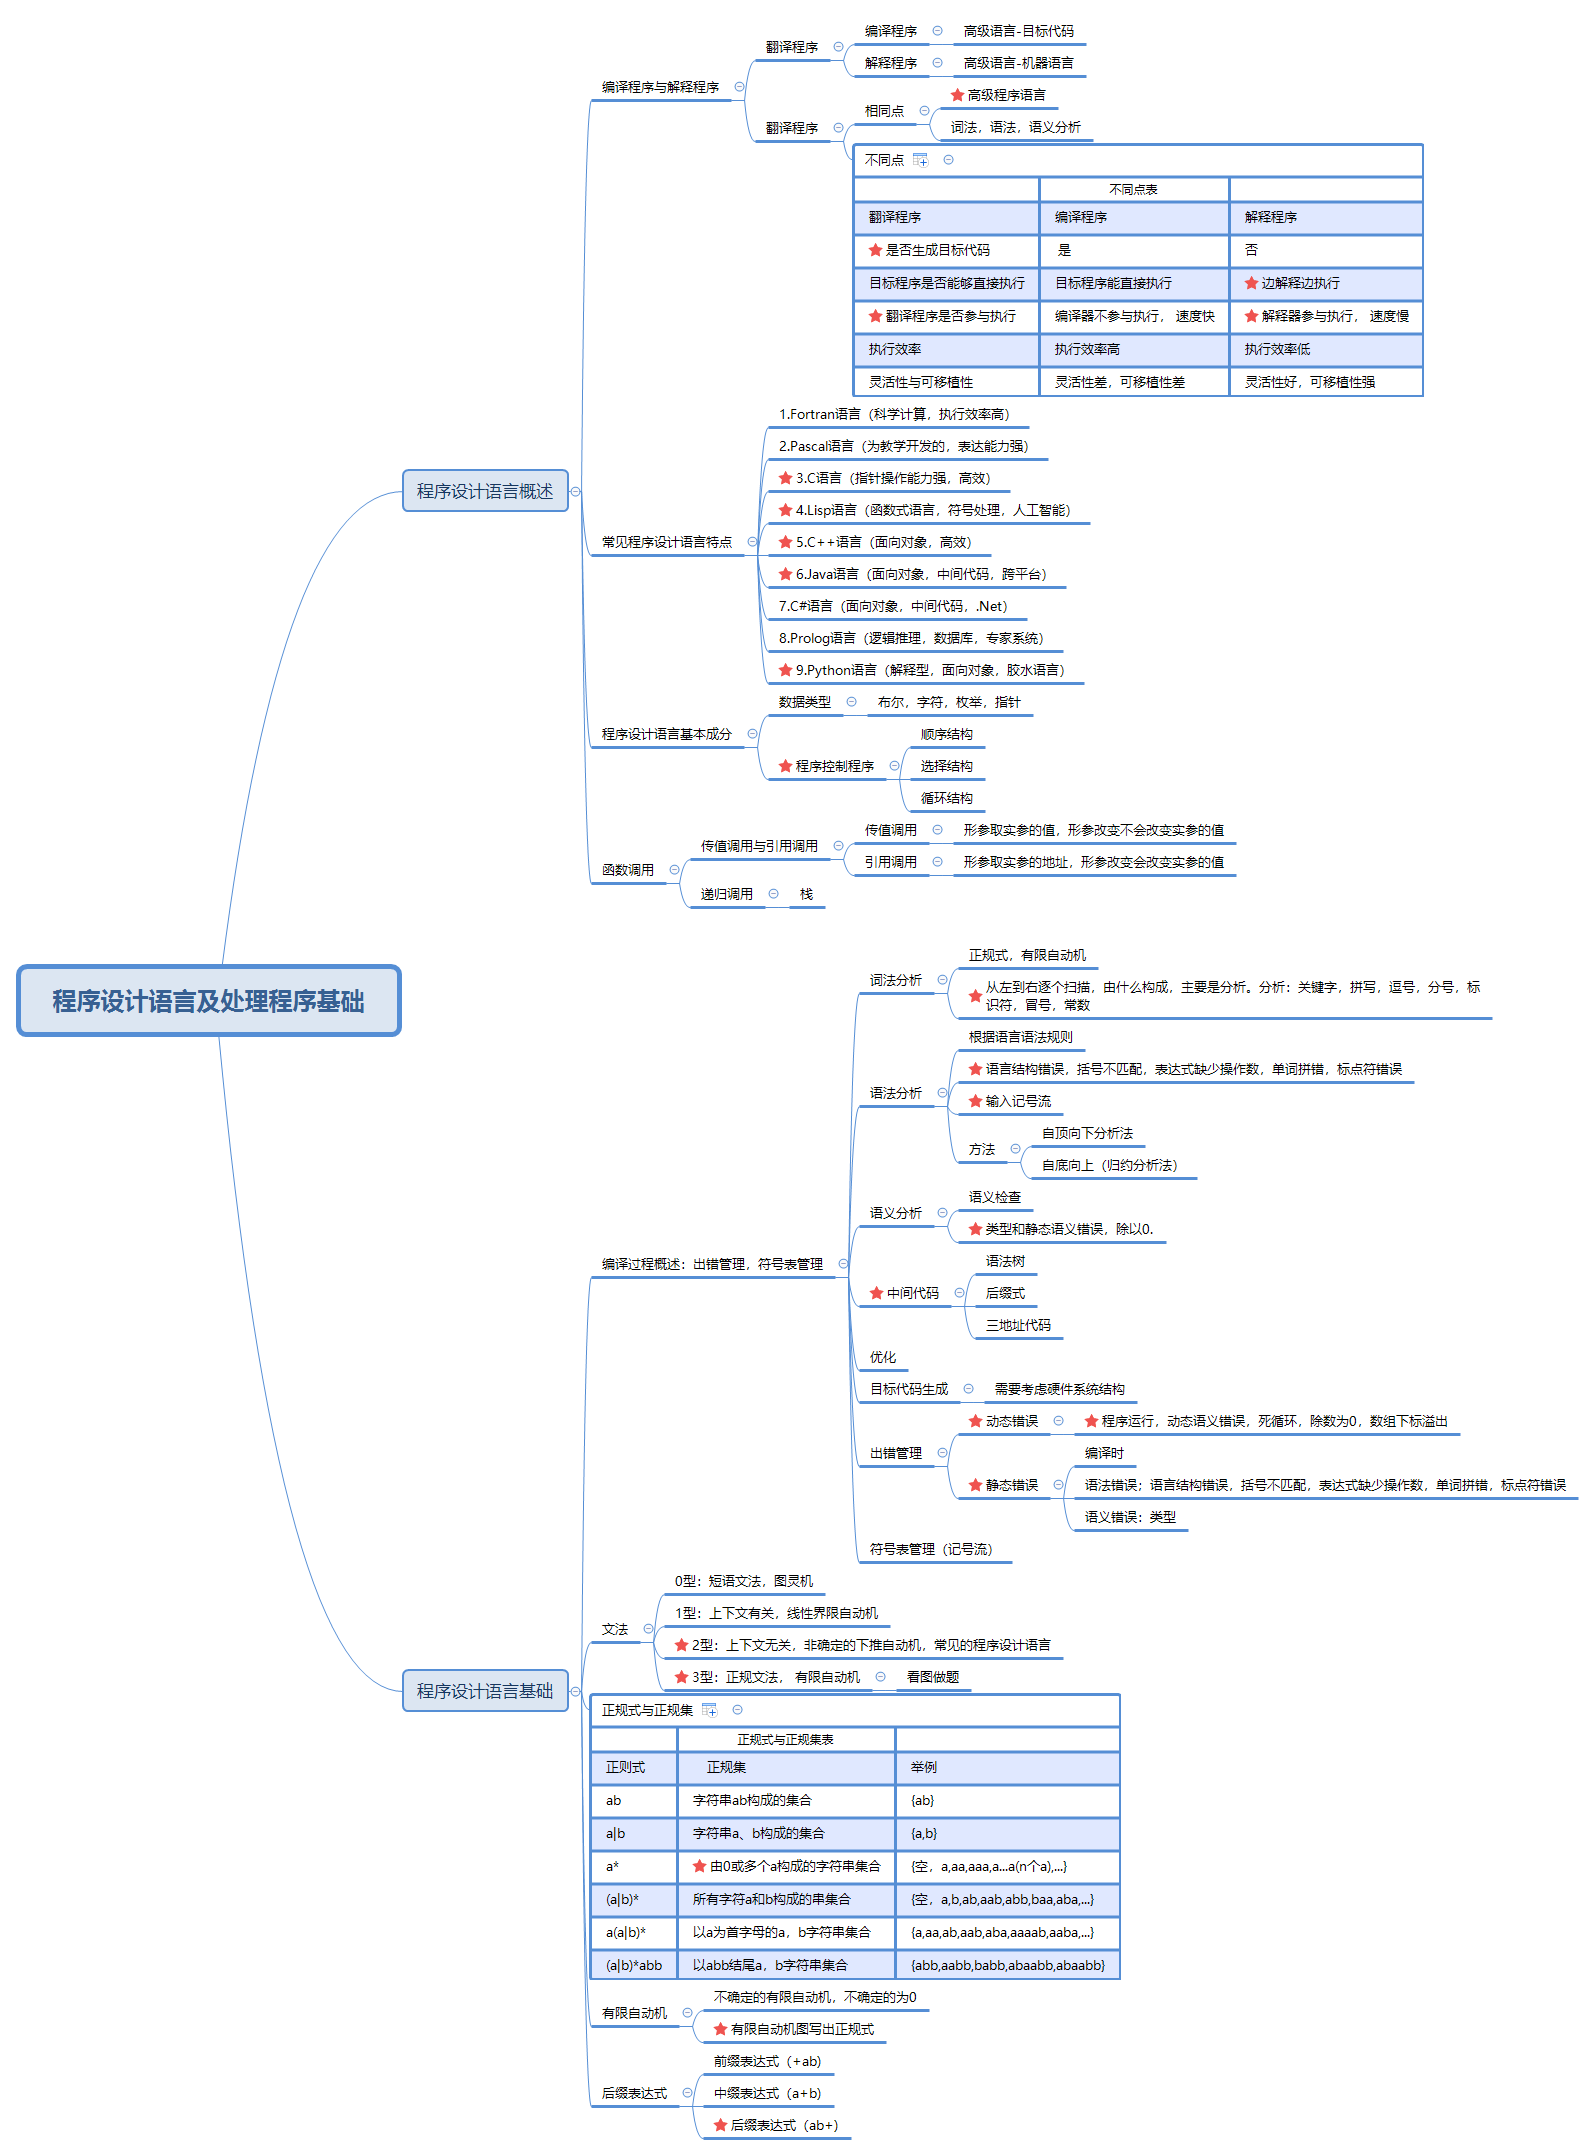 程序设计语言及处理程序基础
程序设计语言概述
编译程序与解释程序
翻译程序
编译程序
高级语言-目标代码
解释程序
高级语言-机器语言
翻译程序
相同点
高级程序语言
词法，语法，语义分析
不同点
不同点表
翻译程序 编译程序 解释程序
是否生成目标代码 是 否
目标程序是否能够直接执行 目标程序能直接执行 边解释边执行
翻译程序是否参与执行 编译器不参与执行， 速度快 解释器参与执行， 速度慢
执行效率 执行效率高 执行效率低
灵活性与可移植性 灵活性差，可移植性差 灵活性好，可移植性强
常见程序设计语言特点
1.Fortran语言（科学计算，执行效率高）
2.Pascal语言（为教学开发的，表达能力强）
3.C语言（指针操作能力强，高效）
4.Lisp语言（函数式语言，符号处理，人工智能）
5.C++语言（面向对象，高效）
6.Java语言（面向对象，中间代码，跨平台）
7.C#语言（面向对象，中间代码，.Net）
8.Prolog语言（逻辑推理，数据库，专家系统）
9.Python语言（解释型，面向对象，胶水语言）
程序设计语言基本成分
数据类型
布尔，字符，枚举，指针
程序控制程序
顺序结构
选择结构
循环结构
函数调用
传值调用与引用调用
传值调用
形参取实参的值，形参改变不会改变实参的值
引用调用
形参取实参的地址，形参改变会改变实参的值
递归调用
栈
程序设计语言基础
编译过程概述：出错管理，符号表管理
词法分析
正规式，有限自动机
从左到右逐个扫描，由什么构成，主要是分析。分析：关键字，拼写，逗号，分号，标
识符，冒号，常数
语法分析
根据语言语法规则
语言结构错误，括号不匹配，表达式缺少操作数，单词拼错，标点符错误
输入记号流
方法
自顶向下分析法
自底向上（归约分析法）
语义分析
语义检查
类型和静态语义错误，除以0.
中间代码
语法树
后缀式
三地址代码
优化
目标代码生成
需要考虑硬件系统结构
出错管理
动态错误
程序运行，动态语义错误，死循环，除数为0，数组下标溢出
静态错误
编译时
语法错误；语言结构错误，括号不匹配，表达式缺少操作数，单词拼错，标点符错误
语义错误：类型
符号表管理（记号流）
文法
0型：短语文法，图灵机
1型：上下文有关，线性界限自动机
2型：上下文无关，非确定的下推自动机，常见的程序设计语言
3型：正规文法， 有限自动机
看图做题
正规式与正规集
正规式与正规集表
正则式 正规集 举例
ab 字符串ab构成的集合 {ab}
a|b 字符串a、b构成的集合 {a,b}
a* 由0或多个a构成的字符串集合 {空，a,aa,aaa,a...a(n个a),...}
(a|b)* 所有字符a和b构成的串集合 {空，a,b,ab,aab,abb,baa,aba,...}
a(a|b)* 以a为首字母的a，b字符串集合 {a,aa,ab,aab,aba,aaaab,aaba,...}
(a|b)*abb 以abb结尾a，b字符串集合 {abb,aabb,babb,abaabb,abaabb}
有限自动机
不确定的有限自动机，不确定的为0
有限自动机图写出正规式
后缀表达式
前缀表达式（+ab)
中缀表达式（a+b)
后缀表达式（ab+）